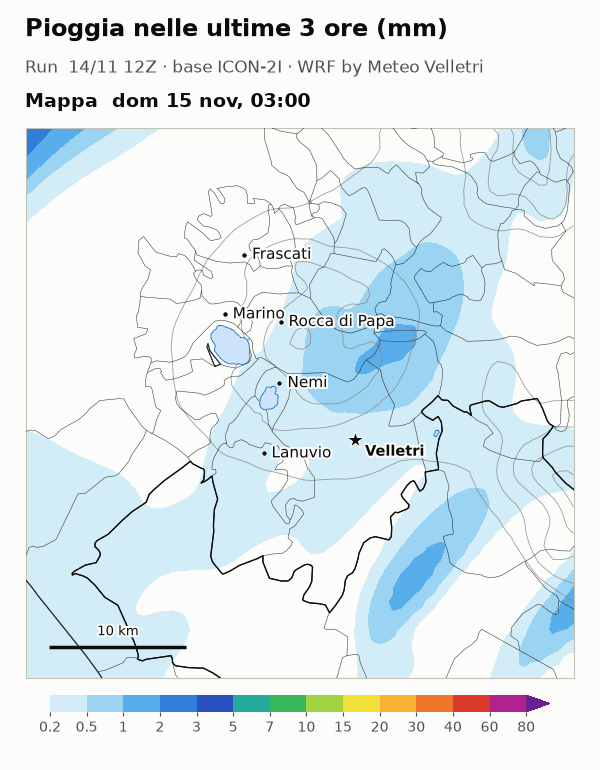 Pioggia nelle ultime 3 ore (mm)
Run  14/11 12Z · base ICON-2I · WRF by Meteo Velletri
Mappa  dom 15 nov, 03:00
Frascati
Marino
Rocca di Papa
Nemi
Velletri
Lanuvio
10 km
0.2 0.5 1 2 3 5 7 10 15 20 30 40 60 80